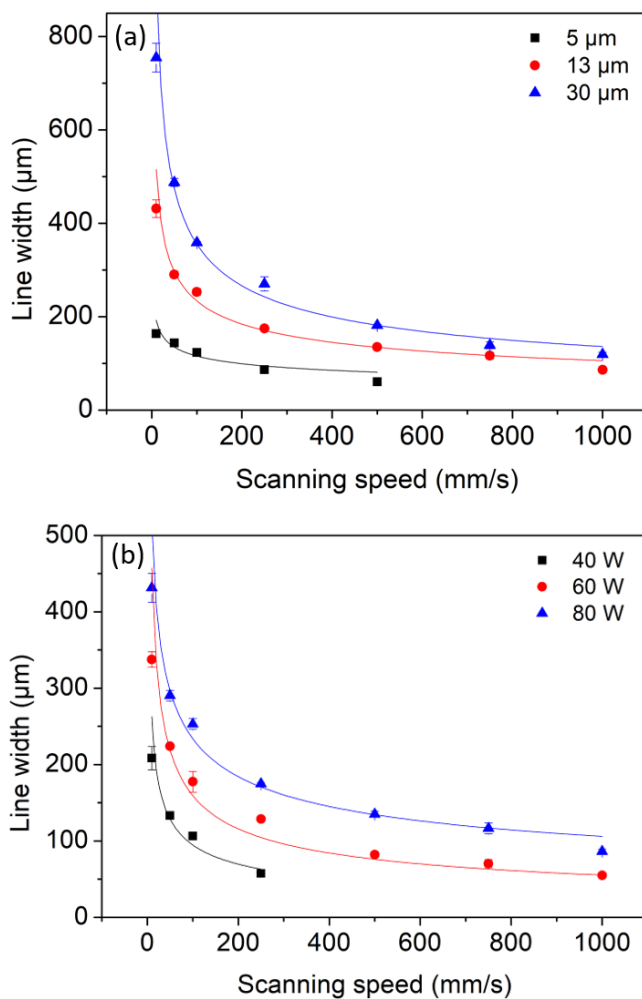 (a)
5 µm
13 µm
30 µm
800
600
400
200
0
Line width (µm)
0 200 400 600 800 1000
Scanning speed (mm/s)
(b)
40 W
60 W
80 W
500
400
300
200
100
0
Line width (µm)
0 200 400 600 800 1000
Scanning speed (mm/s)